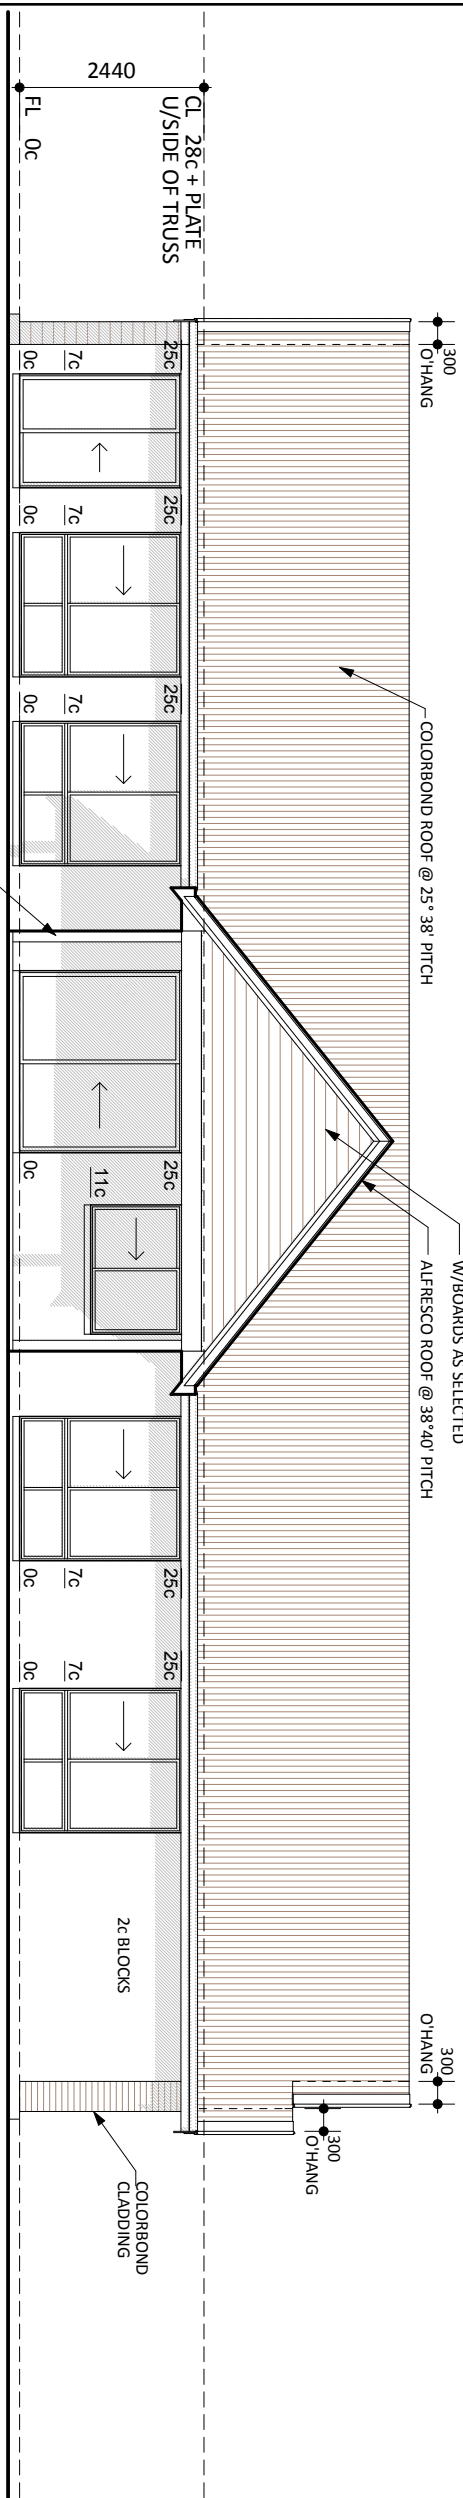 2440
CL 28c + PLATE
U/SIDE OF TRUSS
FL 0c
300
O'HANG
25c
7c
0c
25c
7c
0c
25c
7c
0c
COLORBOND ROOF @ 25° 38' PITCH
W/BOARDS AS SELECTED
ALFRESCO ROOF @ 38°40' PITCH
25c
0c
11c
25c
7c
0c
25c
7c
0c
2c BLOCKS
300
O'HANG
300
O'HANG
COLORBOND
CLADDING